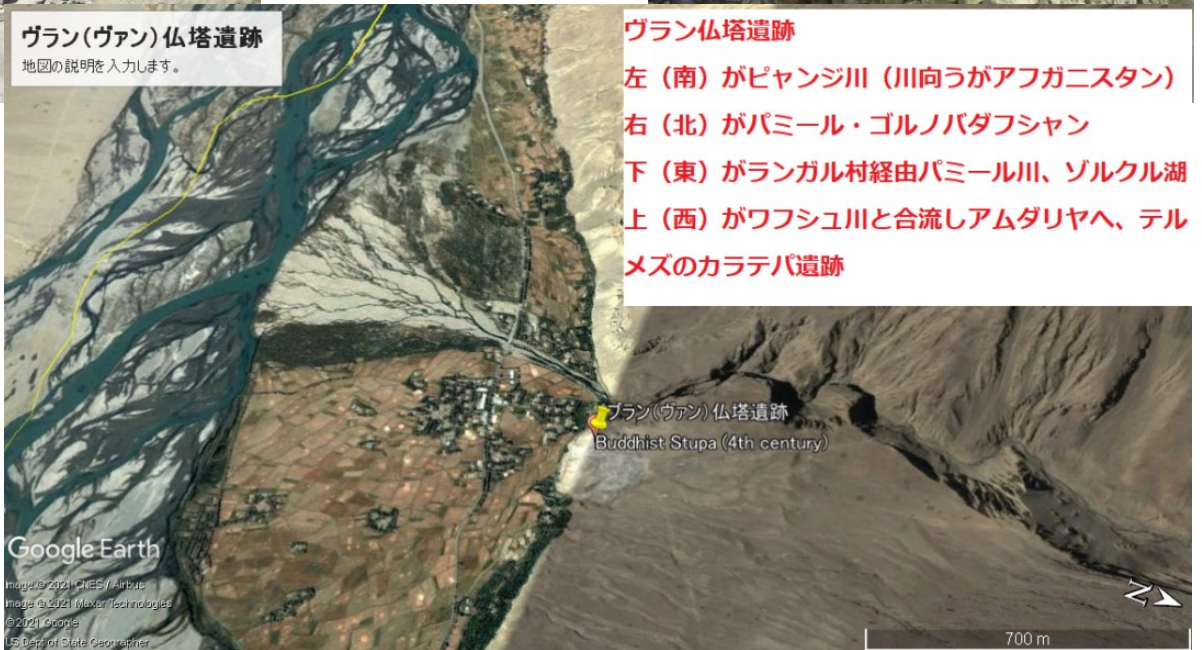 ヴラン(ヴァン)仏塔遺跡
地図の説明を入力します。
ヴラン仏塔遺跡
左（南）がピャンジ川（川向うがアフガニスタン）
右（北）がパミール・ゴルノバダフシャン
下（東）がランガル村経由パミール川、ゾルクル湖
上（西）がワフシュ川と合流しアムダリヤへ、テル
メズのカラテパ遺跡
ブラン(ヴァン)仏塔遺跡
Buddhist Stupa (4th century)
Google Earth
Image © 2021 CNES / Airbus
Image © 2021 Maxar Technologies
© 2021 Google
US Dept of State Geographer
N
700 m